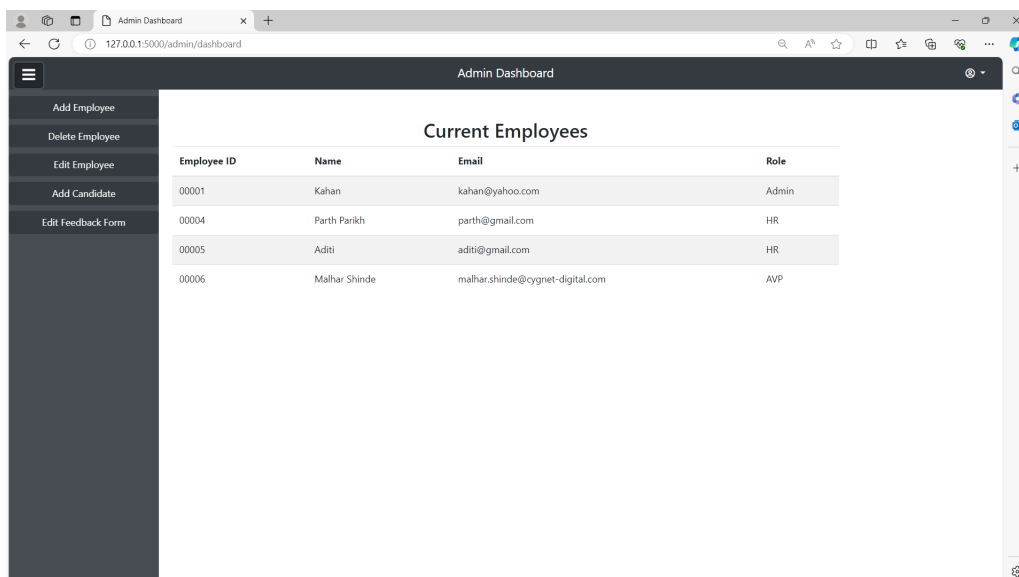 Admin Dashboard
127.0.0.1:5000/admin/dashboard
Admin Dashboard
Add Employee
Delete Employee
Edit Employee
Add Candidate
Edit Feedback Form
Current Employees
Employee ID Name Email Role
00001 Kahan kahan@yahoo.com Admin
00004 Parth Parikh parth@gmail.com HR
00005 Aditi aditi@gmail.com HR
00006 Malhar Shinde malhar.shinde@cygnet-digital.com AVP